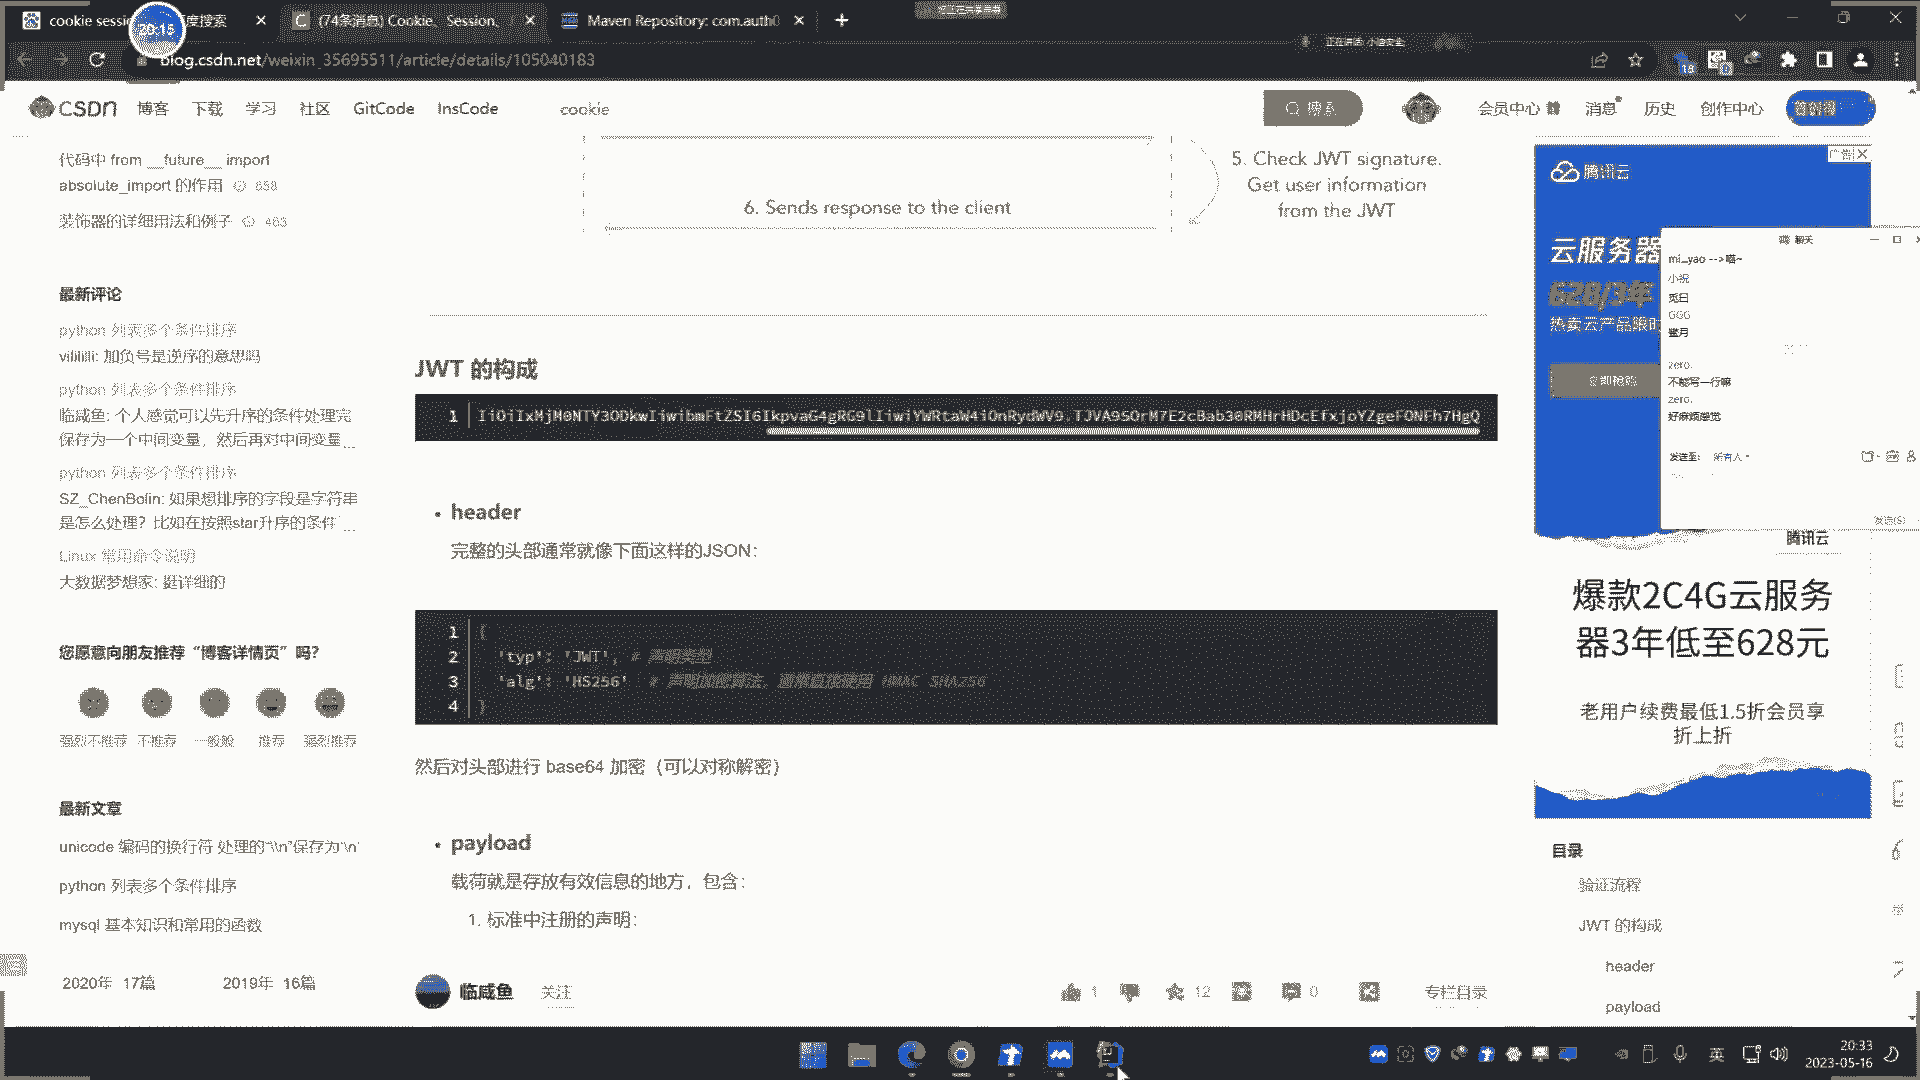 cookie sessi
度搜索
(74条消息) Cookie、Session、
Maven Repository: com.auth0
20:15
正在讲话: 小迪安全
blog.csdn.net/weixin_35695511/article/details/105040183
18
CSDN 博客 下载 学习 社区 GitCode InsCode cookie 搜索 会员中心 消息 历史 创作中心
代码中 from __future__ import
absolute_import 的作用 858
装饰器的详细用法和例子 483
6. Sends response to the client
5. Check JWT signature.
Get user information
from the JWT
最新评论
python 列表多个条件排序
加负号是逆序的意思吗
python 列表多个条件排序
临咸鱼: 个人感觉可以先升序的条件处理完
保存为一个中间变量，然后再对中间变量...
python 列表多个条件排序
SZ_ChenBolin: 如果想排序的字段是字符串
是怎么处理？比如在按照star升序的条件 ...
Linux 常用命令说明
大数据梦想家: 挺详细的
您愿意向朋友推荐“博客详情页”吗？
强烈不推荐 不推荐 一般般 推荐 强烈推荐
最新文章
unicode 编码的换行符 处理的“\\n”保存为'\n'
python 列表多个条件排序
mysql 基本知识和常用的函数
2020年 17篇 2019年 16篇
JWT 的构成
1 IiOiIxMjM0NTY3ODkwIiwibmFtZSI6IkpvaG4gRG9lIiwiYWRtaW4iOnRydWV9.TJVA95OrM7E2cBab30RMHrHDcEfxjoYZgeFONFh7HgQ
header
完整的头部通常就像下面这样的JSON：
1 {
2 'typ': 'JWT', # 声明类型
3 'alg': 'HS256' # 声明加密算法，通常直接使用 HMAC SHA256
4 }
然后对头部进行 base64 加密（可以对称解密）
payload
载荷就是存放有效信息的地方，包含：
1. 标准中注册的声明：
临咸鱼 关注 1 12 0 专栏目录
广告
腾讯云
云服务器
628/3年
热卖云产品限时
立即抢购
聊天
mi_yao -->喵~
小祝
GGG
蜜月
zero.
不能写一行嘛
zero.
好麻烦感觉
发送至: 所有人
发送(S)
腾讯云
爆款2C4G云服务
器3年低至628元
老用户续费最低1.5折会员享
折上折
目录
验证流程
JWT 的构成
header
payload
英
20:33
2023-05-16